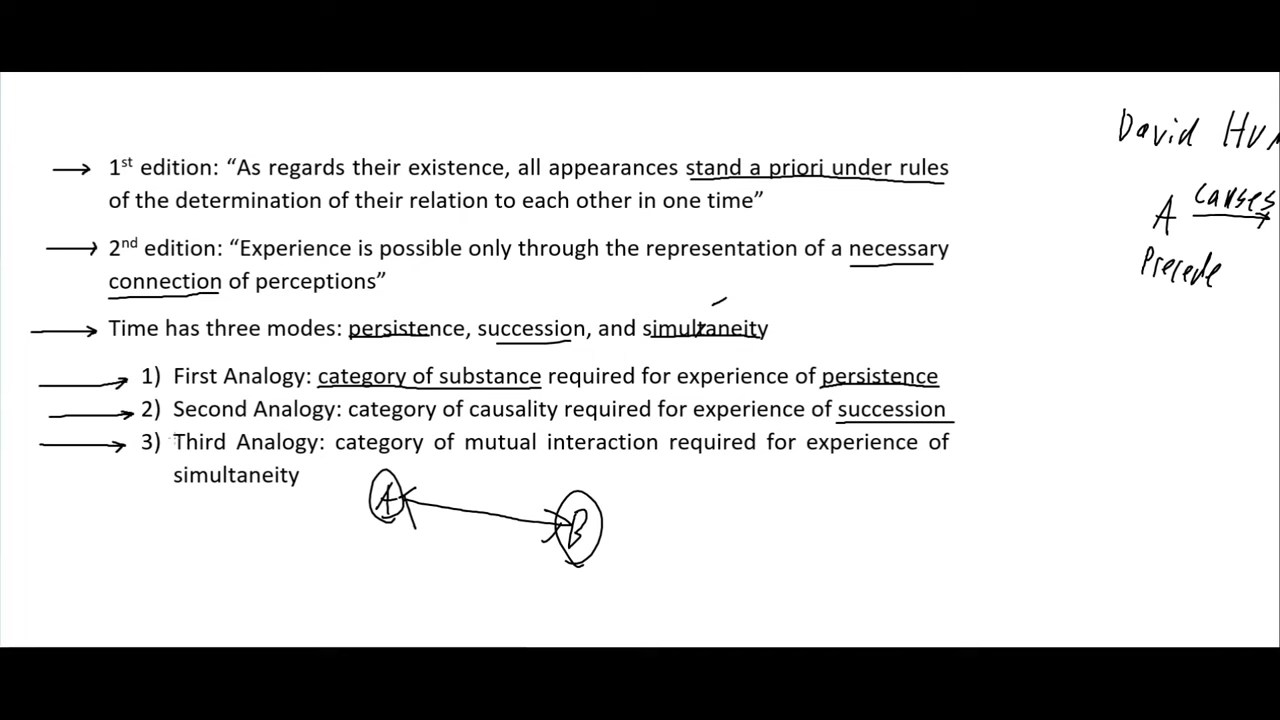 1st edition: “As regards their existence, all appearances stand a priori under rules
of the determination of their relation to each other in one time”
2nd edition: “Experience is possible only through the representation of a necessary
connection of perceptions”
Time has three modes: persistence, succession, and simultaneity
1) First Analogy: category of substance required for experience of persistence
2) Second Analogy: category of causality required for experience of succession
3) Third Analogy: category of mutual interaction required for experience of
simultaneity
A
B
David
A causes
Precede